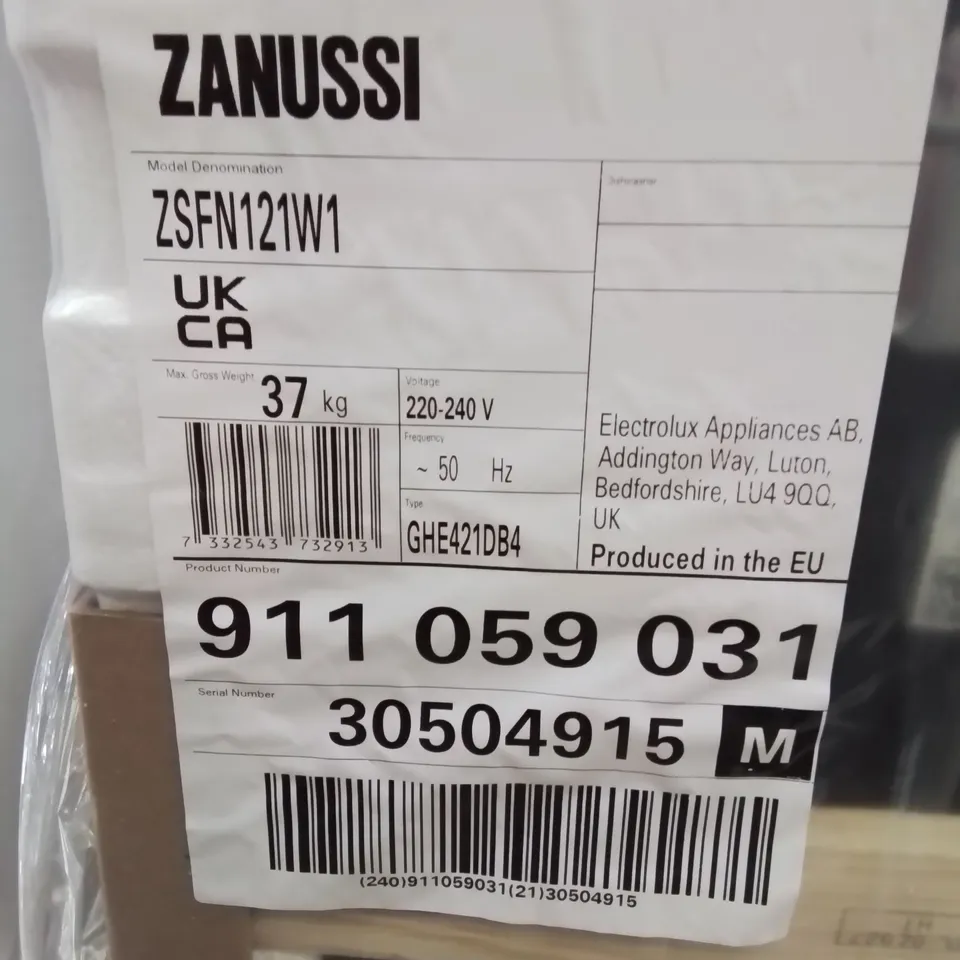 ZANUSSI
Model Denomination
ZSFN121W1
Dishwasher
UK
CA
Max. Gross Weight 37 kg
Voltage
220-240 V
Frequency
~ 50 Hz
Type
GHE421DB4
7 332543 732913
Electrolux Appliances AB,
Addington Way, Luton,
Bedfordshire, LU4 9QQ,
UK
Produced in the EU
Product Number
911 059 031
Serial Number
30504915 M
(240)911059031(21)30504915